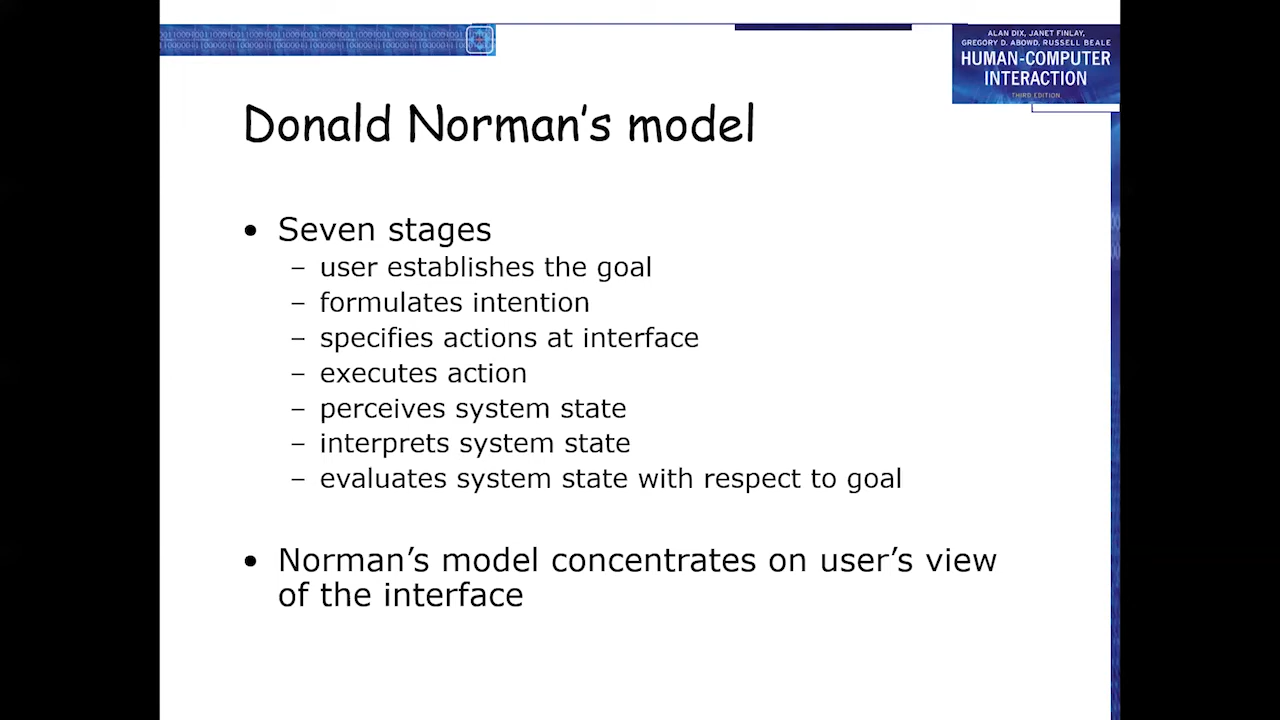 ALAN DIX, JANET FINLAY,
GREGORY D. ABOWD, RUSSELL BEALE
HUMAN-COMPUTER
INTERACTION
THIRD EDITION
Donald Norman's model
• Seven stages
– user establishes the goal
– formulates intention
– specifies actions at interface
– executes action
– perceives system state
– interprets system state
– evaluates system state with respect to goal
• Norman's model concentrates on user's view
of the interface